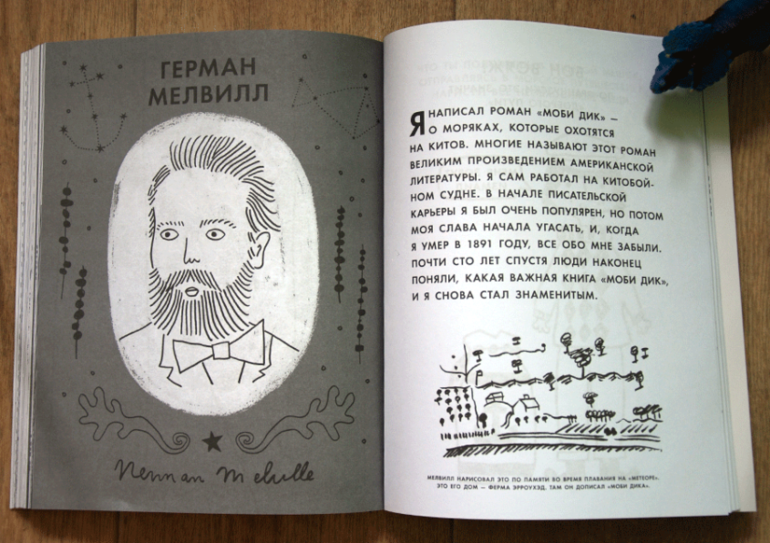 ГЕРМАН
МЕЛВИЛЛ
Herman Melville
Я НАПИСАЛ РОМАН «МОБИ ДИК» –
О МОРЯКАХ, КОТОРЫЕ ОХОТЯТСЯ
НА КИТОВ. МНОГИЕ НАЗЫВАЮТ ЭТОТ РОМАН
ВЕЛИКИМ ПРОИЗВЕДЕНИЕМ АМЕРИКАНСКОЙ
ЛИТЕРАТУРЫ. Я САМ РАБОТАЛ НА КИТОБОЙ-
НОМ СУДНЕ. В НАЧАЛЕ ПИСАТЕЛЬСКОЙ
КАРЬЕРЫ Я БЫЛ ОЧЕНЬ ПОПУЛЯРЕН, НО ПОТОМ
МОЯ СЛАВА НАЧАЛА УГАСАТЬ, И, КОГДА
Я УМЕР В 1891 ГОДУ, ВСЕ ОБО МНЕ ЗАБЫЛИ.
ПОЧТИ СТО ЛЕТ СПУСТЯ ЛЮДИ НАКОНЕЦ
ПОНЯЛИ, КАКАЯ ВАЖНАЯ КНИГА «МОБИ ДИК»,
И Я СНОВА СТАЛ ЗНАМЕНИТЫМ.
МЕЛВИЛЛ НАРИСОВАЛ ЭТО ПО ПАМЯТИ ВО ВРЕМЯ ПЛАВАНИЯ НА «МЕТЕОРЕ».
ЭТО ЕГО ДОМ – ФЕРМА ЭРРОУХЭД. ТАМ ОН ДОПИСАЛ «МОБИ ДИКА».